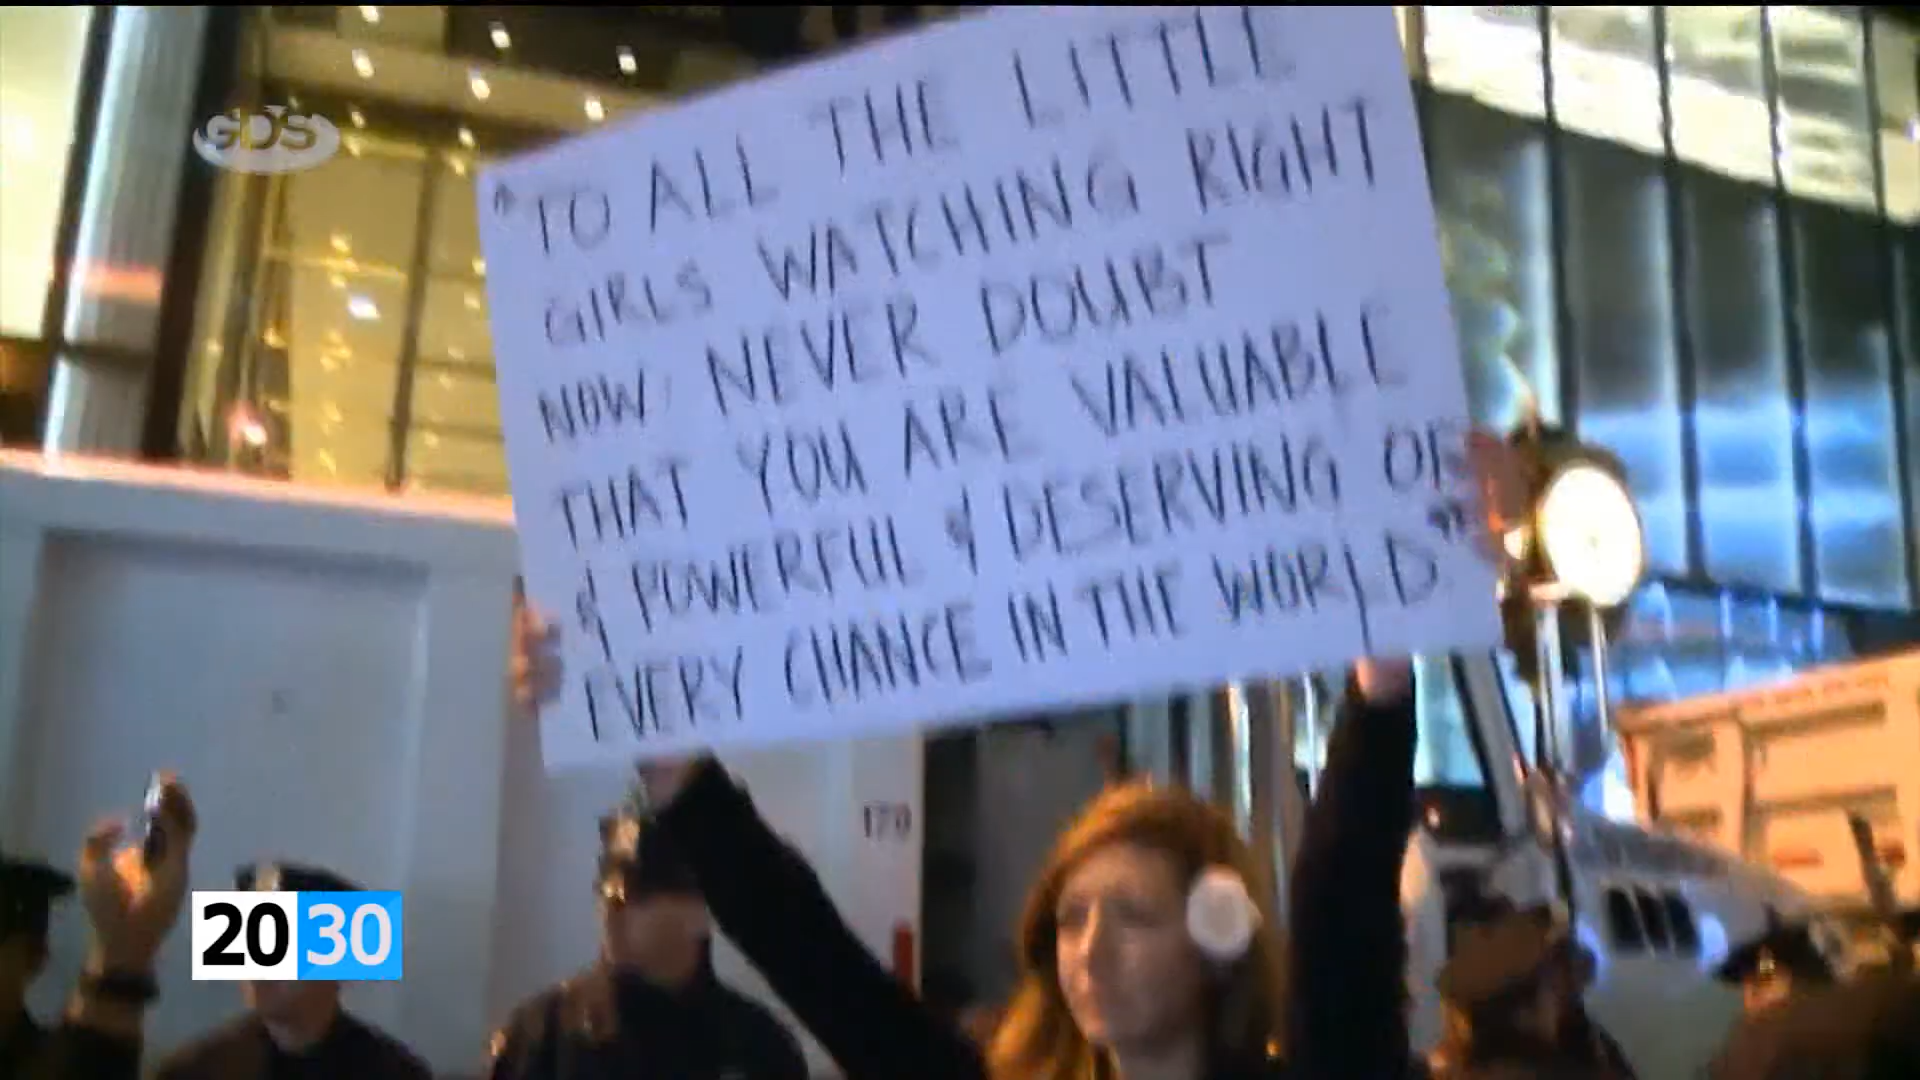 GDS
"TO ALL THE LITTLE
GIRLS WATCHING RIGHT
NOW, NEVER DOUBT
THAT YOU ARE VALUABLE
& POWERFUL & DESERVING OF
EVERY CHANCE IN THE WORLD"
170
20 30